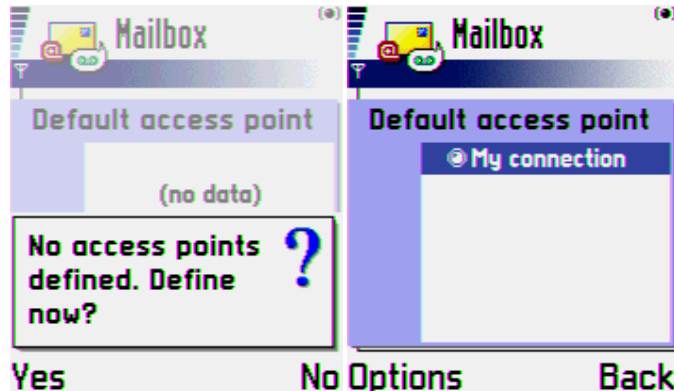 Mailbox
Default access point
(no data)
No access points
defined. Define
now?
Yes No
Mailbox
Default access point
My connection
Options Back